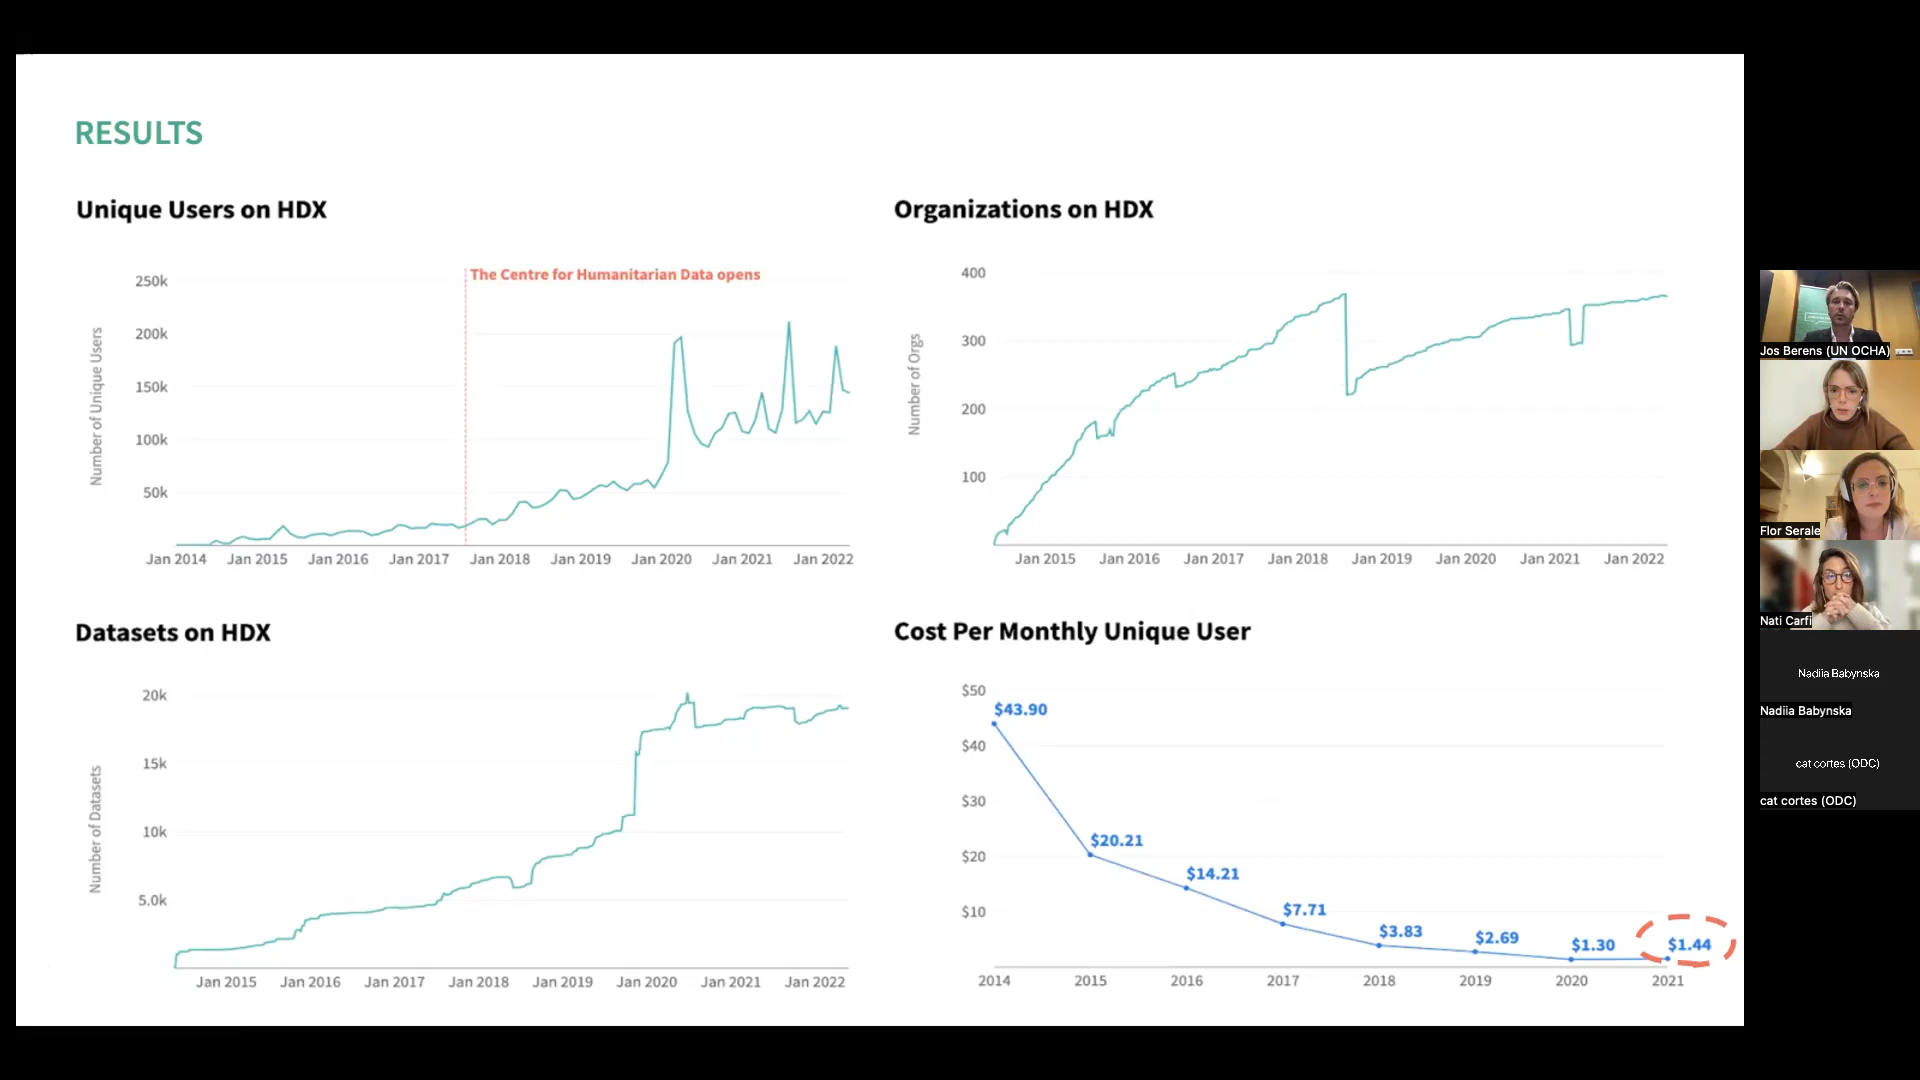 RESULTS
Unique Users on HDX
The Centre for Humanitarian Data opens
Number of Unique Users
250k
200k
150k
100k
50k
Jan 2014 Jan 2015 Jan 2016 Jan 2017 Jan 2018 Jan 2019 Jan 2020 Jan 2021 Jan 2022
Organizations on HDX
Number of Orgs
400
300
200
100
Jan 2015 Jan 2016 Jan 2017 Jan 2018 Jan 2019 Jan 2020 Jan 2021 Jan 2022
Datasets on HDX
Number of Datasets
20k
15k
10k
5.0k
Jan 2015 Jan 2016 Jan 2017 Jan 2018 Jan 2019 Jan 2020 Jan 2021 Jan 2022
Cost Per Monthly Unique User
$50
$40
$30
$20
$10
$43.90
$20.21
$14.21
$7.71
$3.83
$2.69
$1.30
$1.44
2014 2015 2016 2017 2018 2019 2020 2021
Jos Berens (UN OCHA)
Flor Serale
Nati Carfi
Nadiia Babynska
Nadiia Babynska
cat cortes (ODC)
cat cortes (ODC)